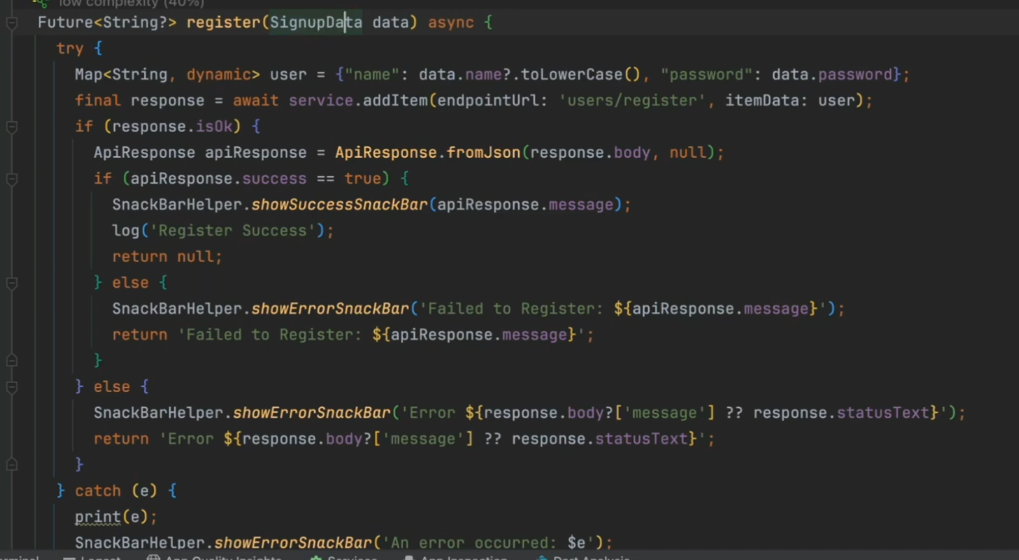 low complexity (40%)
Future<String?> register(SignupData data) async {
try {
Map<String, dynamic> user = {"name": data.name?.toLowerCase(), "password": data.password};
final response = await service.addItem(endpointUrl: 'users/register', itemData: user);
if (response.isOk) {
ApiResponse apiResponse = ApiResponse.fromJson(response.body, null);
if (apiResponse.success == true) {
SnackBarHelper.showSuccessSnackBar(apiResponse.message);
log('Register Success');
return null;
} else {
SnackBarHelper.showErrorSnackBar('Failed to Register: ${apiResponse.message}');
return 'Failed to Register: ${apiResponse.message}';
}
} else {
SnackBarHelper.showErrorSnackBar('Error ${response.body?['message'] ?? response.statusText}');
return 'Error ${response.body?['message'] ?? response.statusText}';
}
} catch (e) {
print(e);
SnackBarHelper.showErrorSnackBar('An error occurred: $e');
App Quality Insights Services App Inspection Dart Analysis